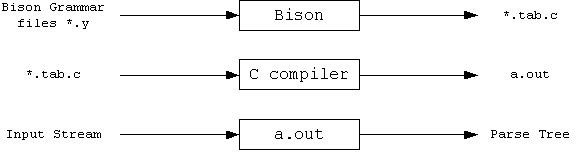 Bison Grammar
files *.y
Bison
*.tab.c
*.tab.c
C compiler
a.out
Input Stream
a.out
Parse Tree